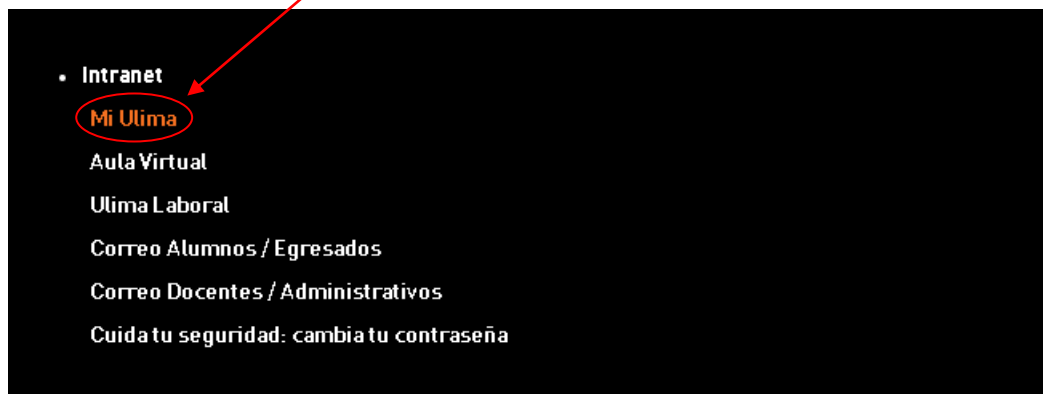 • Intranet
Mi Ulima
Aula Virtual
Ulima Laboral
Correo Alumnos / Egresados
Correo Docentes / Administrativos
Cuida tu seguridad: cambia tu contraseña